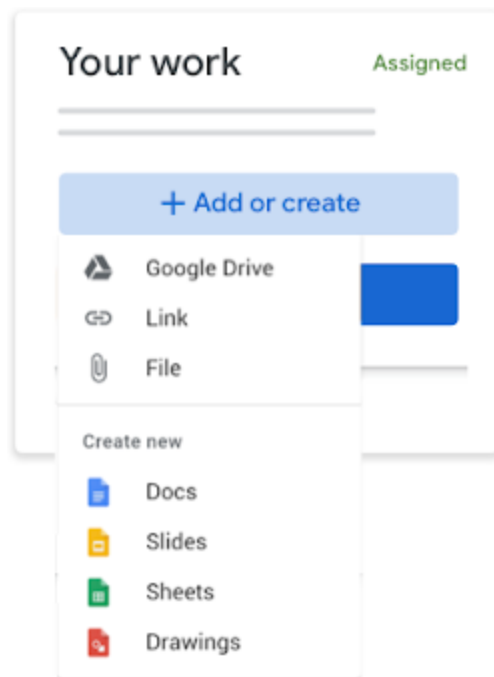 Your work
Assigned
+ Add or create
Google Drive
Link
File
Create new
Docs
Slides
Sheets
Drawings